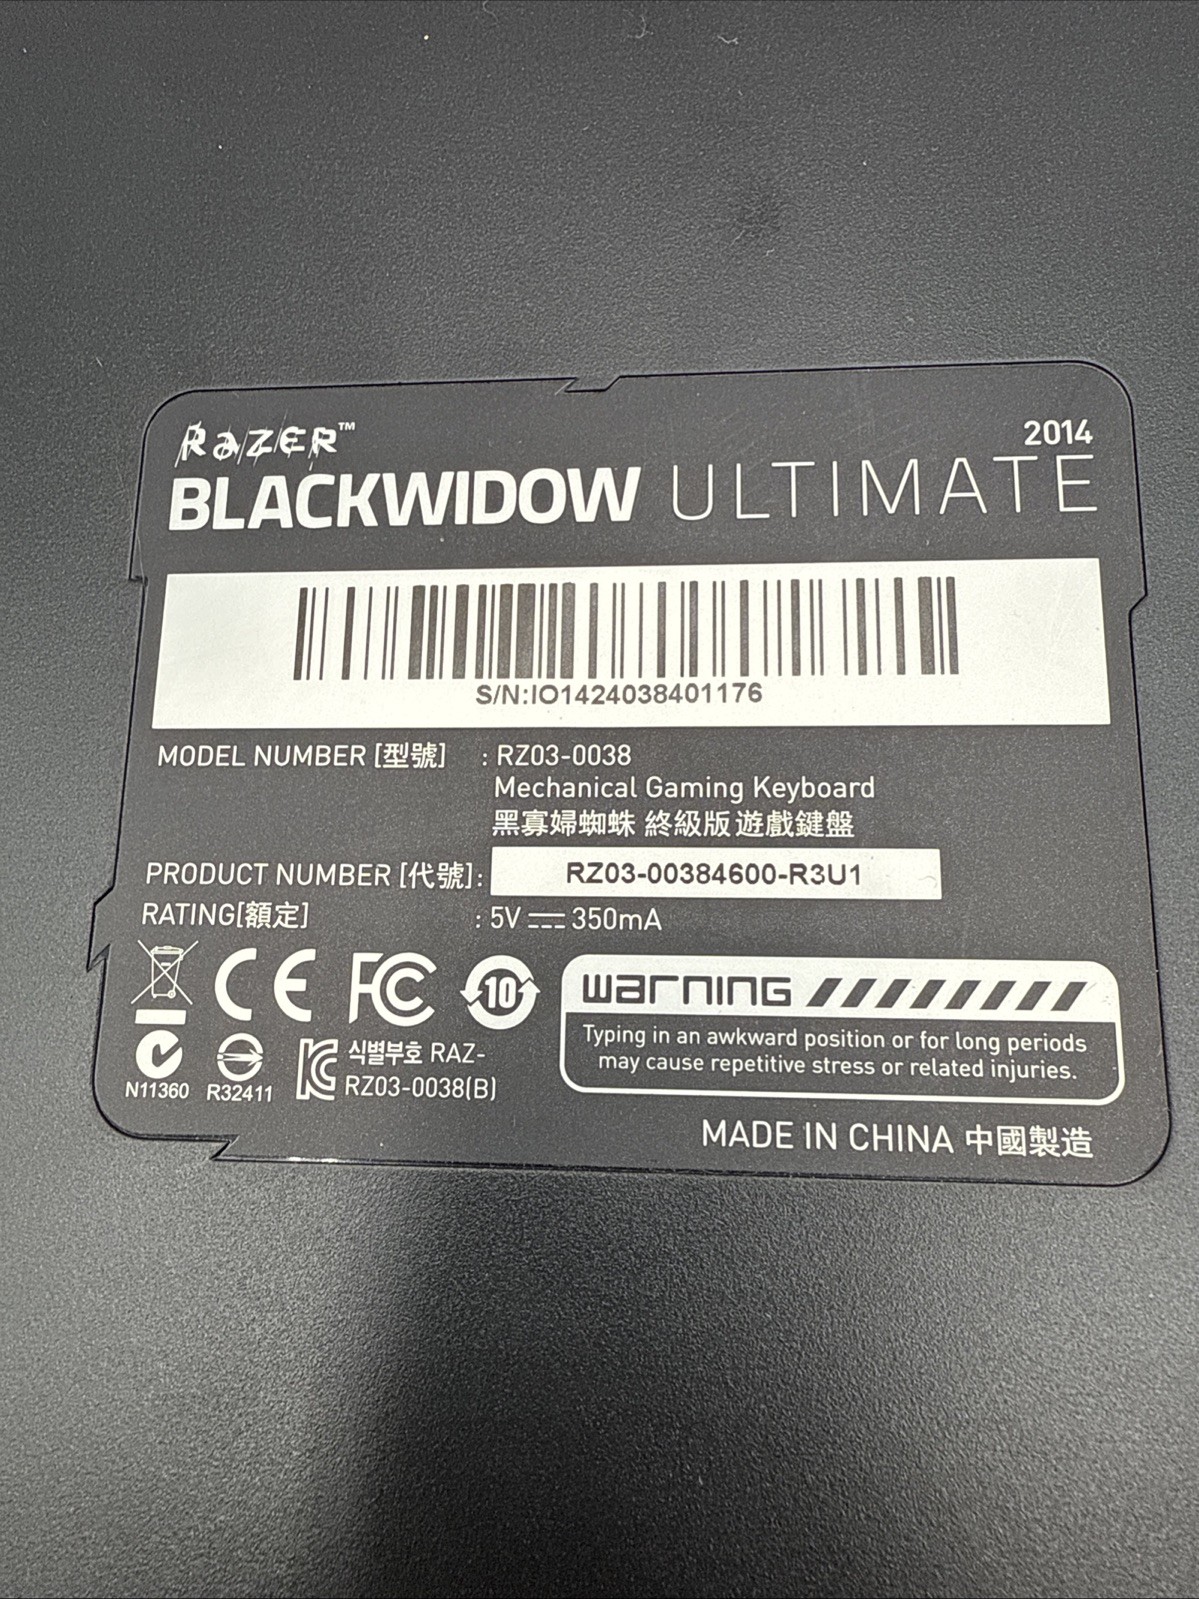 RAZER™
2014
BLACKWIDOW ULTIMATE
S/N:IO1424038401176
MODEL NUMBER [型號] : RZ03-0038
Mechanical Gaming Keyboard
黑寡婦蜘蛛 終級版遊戲鍵盤
PRODUCT NUMBER [代號]: RZ03-00384600-R3U1
RATING[額定] : 5V ⎓ 350mA
CE FC 10
warning
Typing in an awkward position or for long periods
may cause repetitive stress or related injuries.
N11360 R32411 식별부호 RAZ-
RZ03-0038(B)
MADE IN CHINA 中國製造